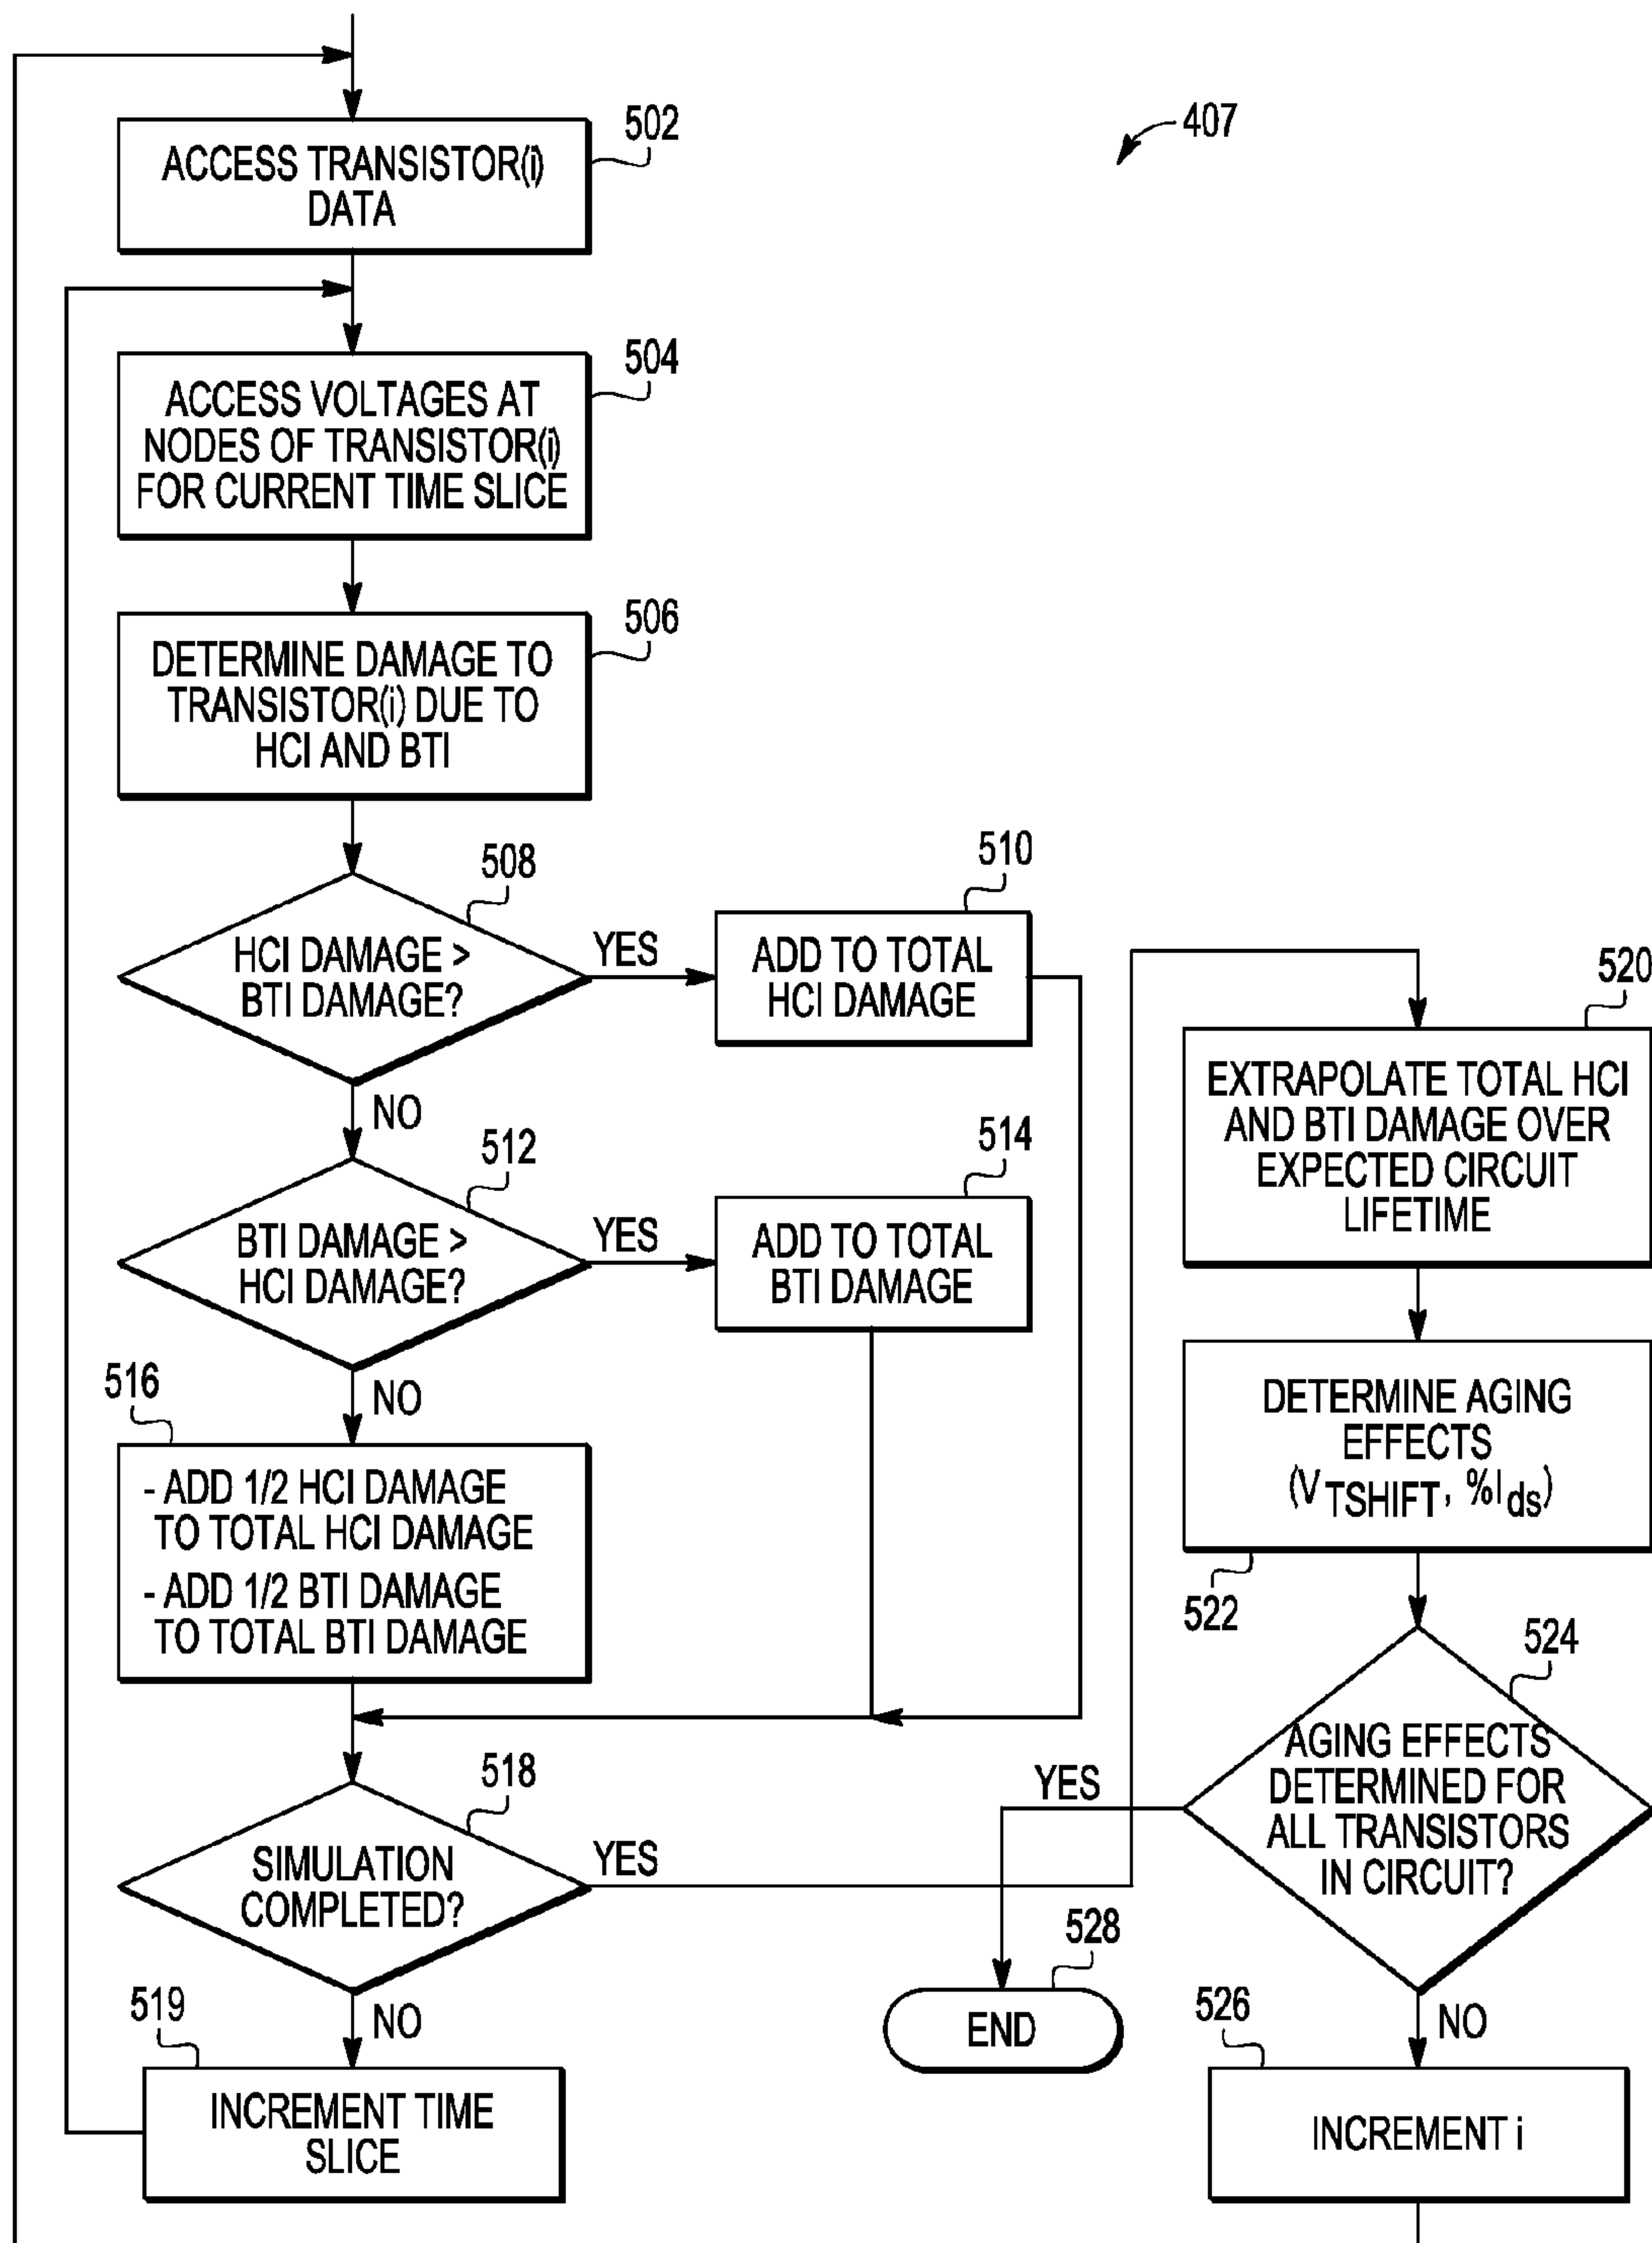 407
502
ACCESS TRANSISTOR(i)
DATA
504
ACCESS VOLTAGES AT
NODES OF TRANSISTOR(i)
FOR CURRENT TIME SLICE
506
DETERMINE DAMAGE TO
TRANSISTOR(i) DUE TO
HCI AND BTI
508
HCI DAMAGE >
BTI DAMAGE?
YES
NO
510
ADD TO TOTAL
HCI DAMAGE
512
BTI DAMAGE >
HCI DAMAGE?
YES
NO
514
ADD TO TOTAL
BTI DAMAGE
516
- ADD 1/2 HCI DAMAGE
TO TOTAL HCI DAMAGE
- ADD 1/2 BTI DAMAGE
TO TOTAL BTI DAMAGE
518
SIMULATION
COMPLETED?
YES
NO
519
INCREMENT TIME
SLICE
520
EXTRAPOLATE TOTAL HCI
AND BTI DAMAGE OVER
EXPECTED CIRCUIT
LIFETIME
DETERMINE AGING
EFFECTS
(VTSHIFT, %Ids)
522
524
AGING EFFECTS
DETERMINED FOR
ALL TRANSISTORS
IN CIRCUIT?
YES
NO
528
END
526
INCREMENT i